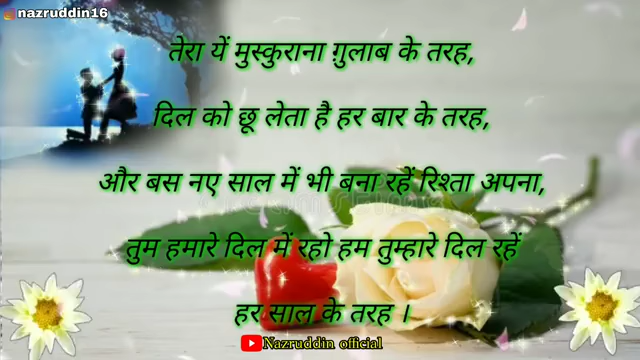 nazruddin16
तेरा यें मुस्कुराना ग़ुलाब के तरह,
दिल को छू लेता है हर बार के तरह,
और बस नए साल में भी बना रहें रिश्ता अपना,
तुम हमारे दिल में रहो हम तुम्हारे दिल रहें
हर साल के तरह ।
Nazruddin official